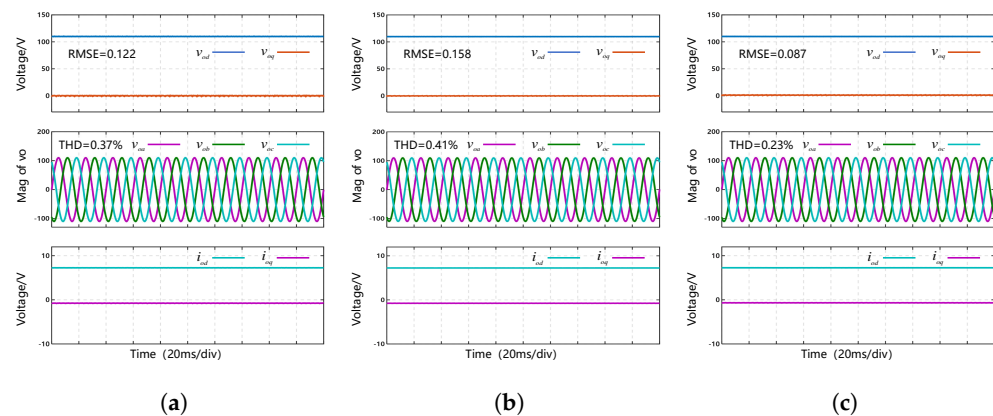 150
100
50
0
Voltage/V
RMSE=0.122
v_od
v_oq
200
100
0
-100
Mag of vo
THD=0.37%
v_oa
v_ob
v_oc
10
0
-10
Voltage/V
i_od
i_oq
Time (20ms/div)
(a)
150
100
50
0
Voltage/V
RMSE=0.158
v_od
v_oq
200
100
0
-100
Mag of vo
THD=0.41%
v_oa
v_ob
v_oc
10
0
-10
Voltage/V
i_od
i_oq
Time (20ms/div)
(b)
150
100
50
0
Voltage/V
RMSE=0.087
v_od
v_oq
200
100
0
-100
Mag of vo
THD=0.23%
v_oa
v_ob
v_oc
10
0
-10
Voltage/V
i_od
i_oq
Time (20ms/div)
(c)